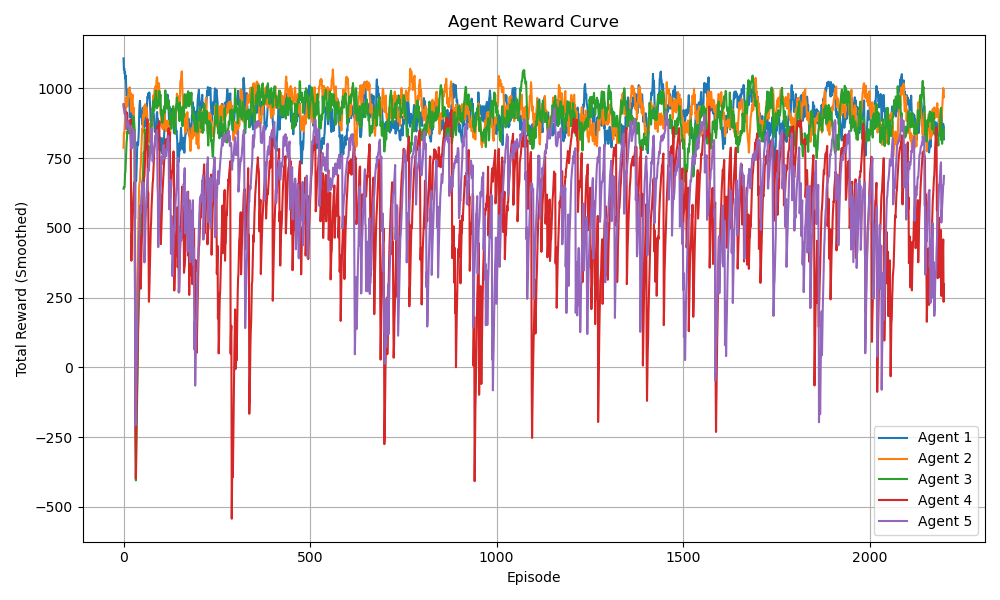 Agent Reward Curve
Total Reward (Smoothed)
1000
750
500
250
0
−250
−500
0
500
1000
1500
2000
Episode
Agent 1
Agent 2
Agent 3
Agent 4
Agent 5